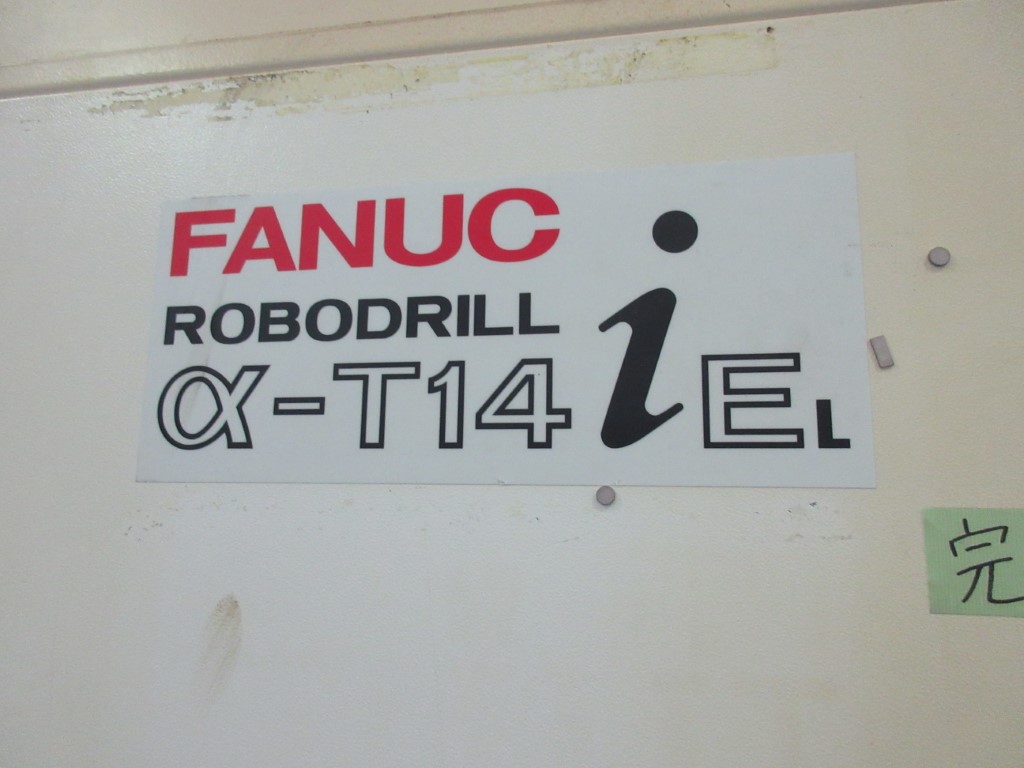 FANUC
ROBODRILL
α-T14iEL
完